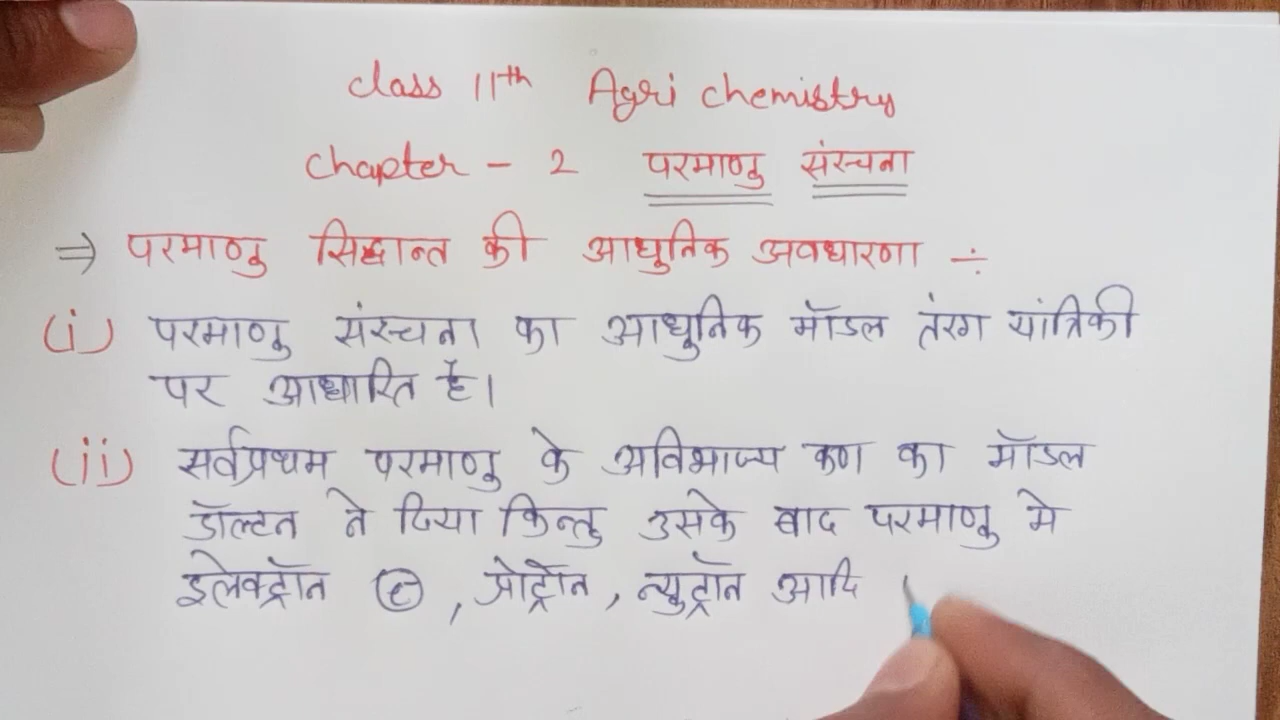 class 11th Agri chemistry
chapter - 2 परमाणु संरचना
⇒ परमाणु सिद्धान्त की आधुनिक अवधारणा ÷
(i) परमाणु संरचना का आधुनिक मॉडल तंरग यांत्रिकी
पर आधारित है।
(ii) सर्वप्रथम परमाणु के अविभाज्य कण का मॉडल
डॉल्टन ने दिया किन्तु उसके बाद परमाणु मे
इलेक्ट्रॉन ⓔ, प्रोट्रॉन, न्युट्रॉन आदि